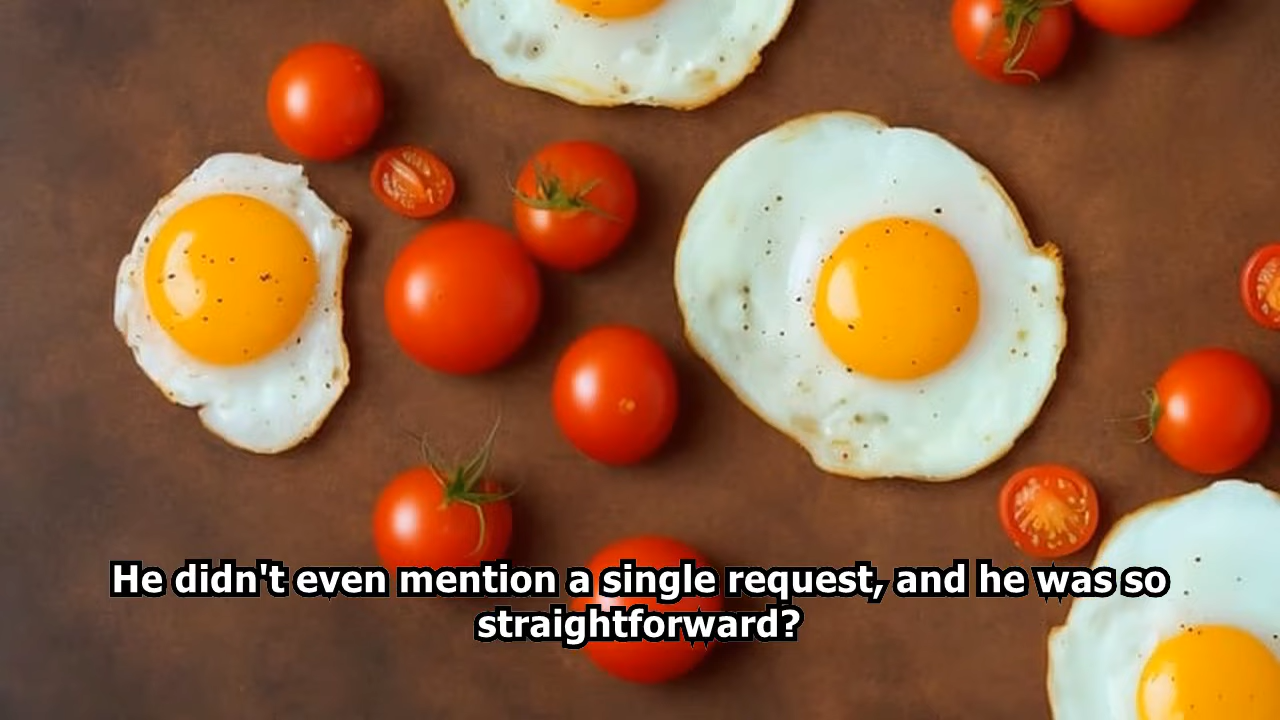 He didn't even mention a single request, and he was so
straightforward?